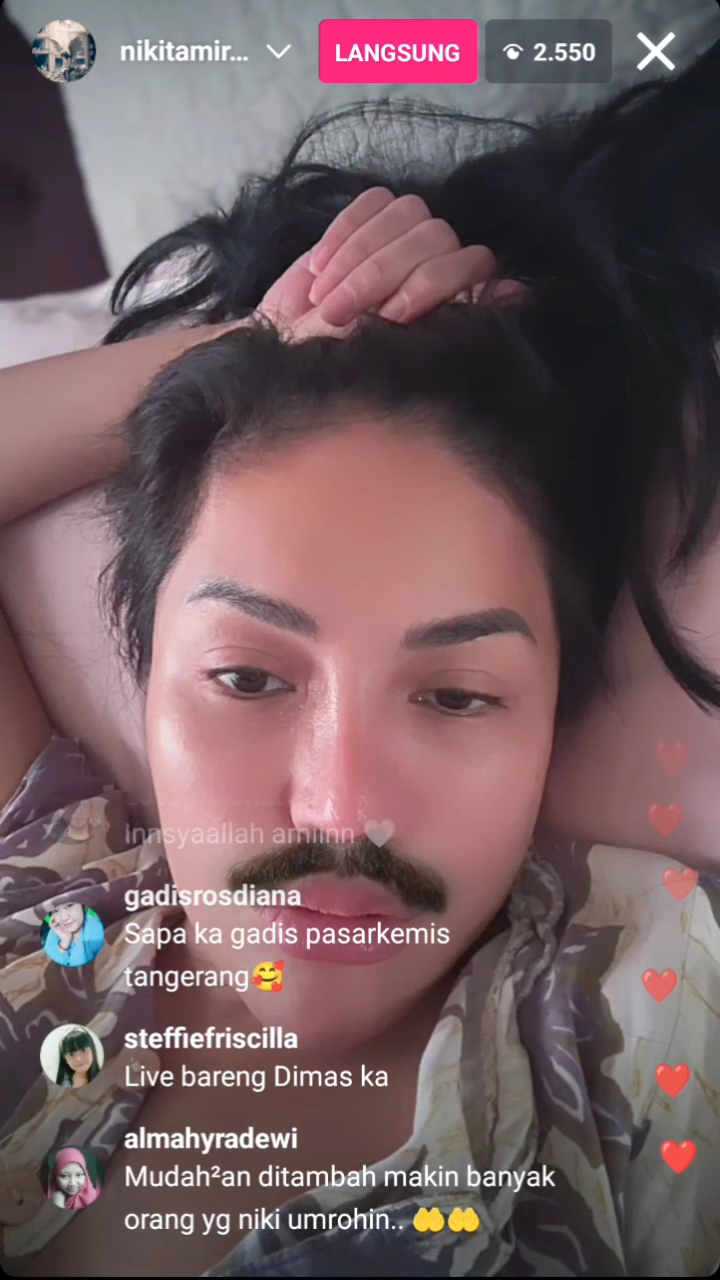 nikitamir...
LANGSUNG
2.550
Innsyaallah amiinn 🤍
gadisrosdiana
Sapa ka gadis pasarkemis
tangerang🥰
steffiefriscilla
Live bareng Dimas ka
almahyradewi
Mudah²an ditambah makin banyak
orang yg niki umrohin.. 🤲🤲